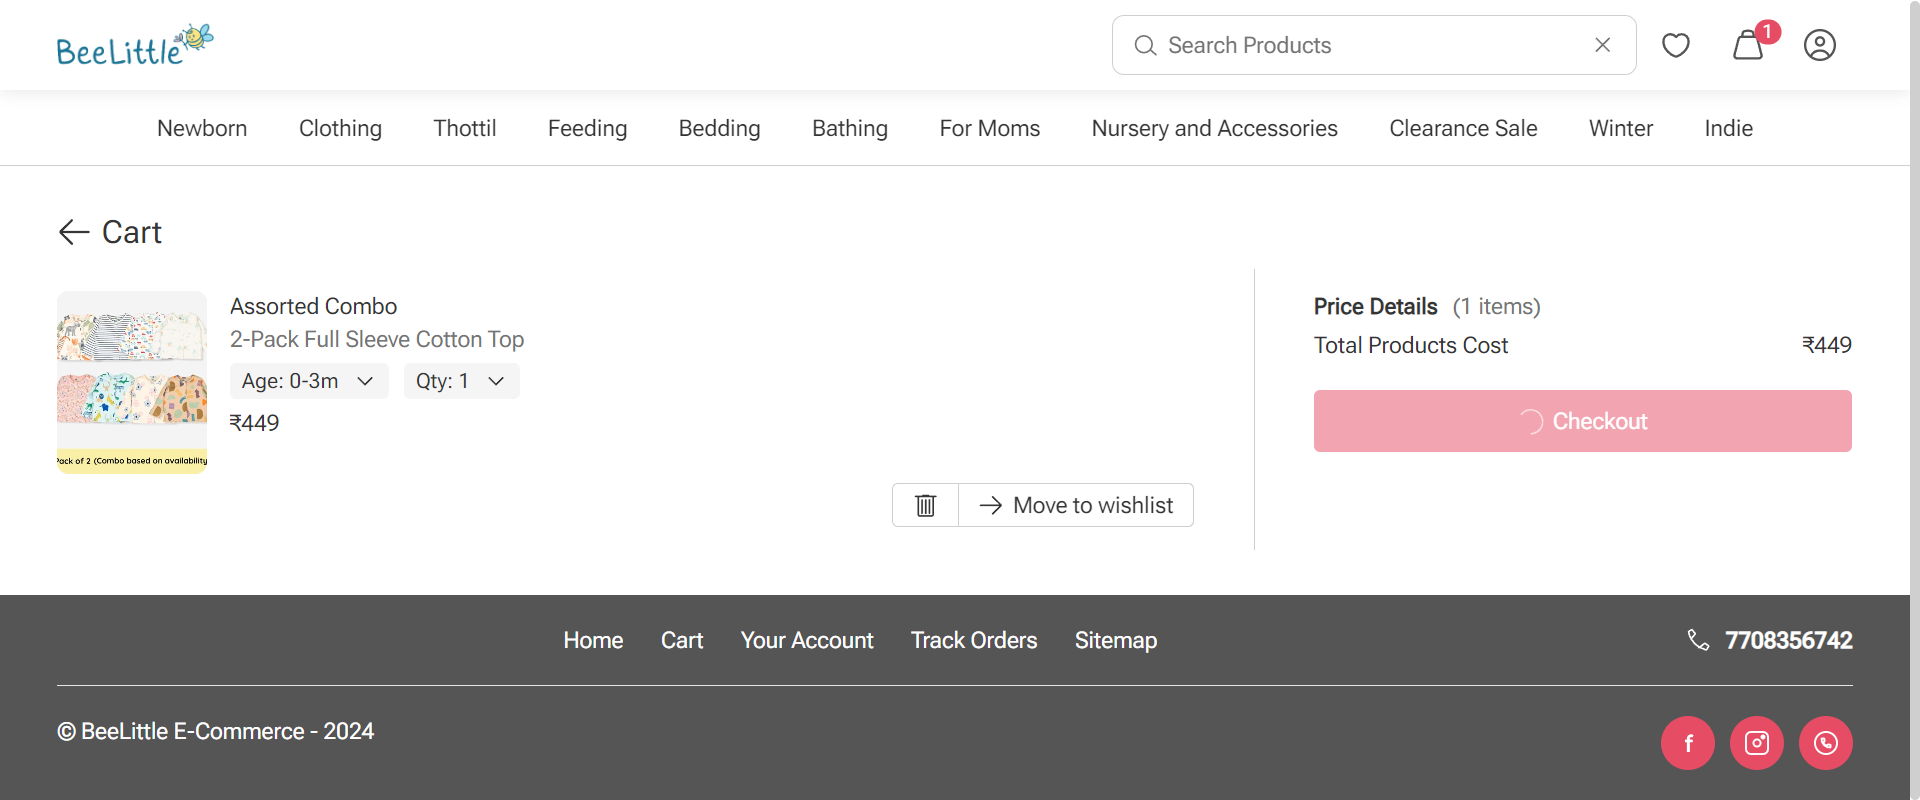 BeeLittle
Search Products
1
Newborn Clothing Thottil Feeding Bedding Bathing For Moms Nursery and Accessories Clearance Sale Winter Indie
Cart
Assorted Combo
2-Pack Full Sleeve Cotton Top
Age: 0-3m Qty: 1
₹449
Pack of 2 (Combo based on availability
Move to wishlist
Price Details (1 items)
Total Products Cost ₹449
Checkout
Home Cart Your Account Track Orders Sitemap 7708356742
© BeeLittle E-Commerce - 2024